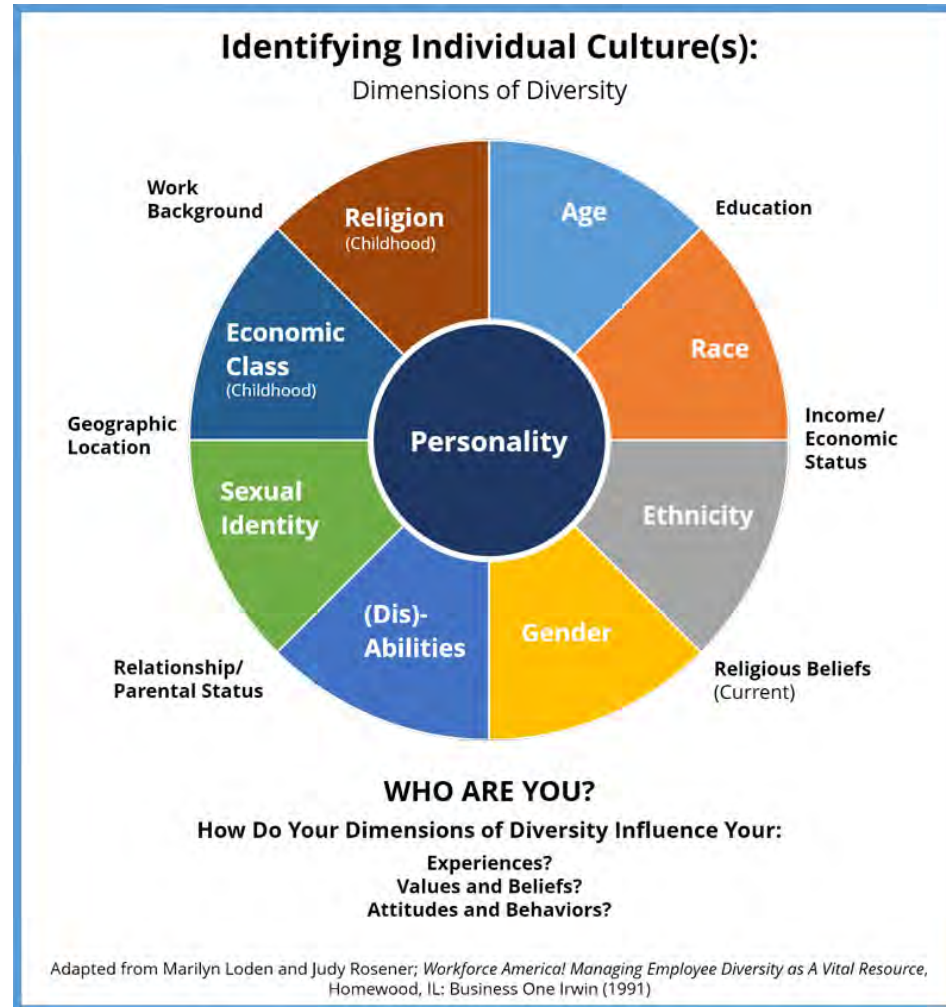 Identifying Individual Culture(s):
Dimensions of Diversity
Work
Background
Religion
(Childhood)
Age
Education
Economic
Class
(Childhood)
Race
Geographic
Location
Personality
Income/
Economic
Status
Sexual
Identity
Ethnicity
(Dis)-
Abilities
Gender
Relationship/
Parental Status
Religious Beliefs
(Current)
WHO ARE YOU?
How Do Your Dimensions of Diversity Influence Your:
Experiences?
Values and Beliefs?
Attitudes and Behaviors?
Adapted from Marilyn Loden and Judy Rosener; Workforce America! Managing Employee Diversity as A Vital Resource,
Homewood, IL: Business One Irwin (1991)